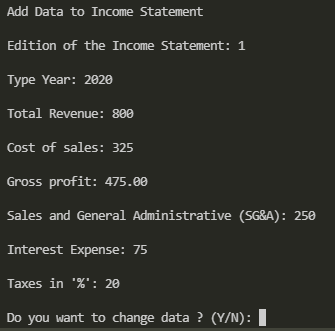 Add Data to Income Statement
Edition of the Income Statement: 1
Type Year: 2020
Total Revenue: 800
Cost of sales: 325
Gross profit: 475.00
Sales and General Administrative (SG&A): 250
Interest Expense: 75
Taxes in '%': 20
Do you want to change data ? (Y/N):